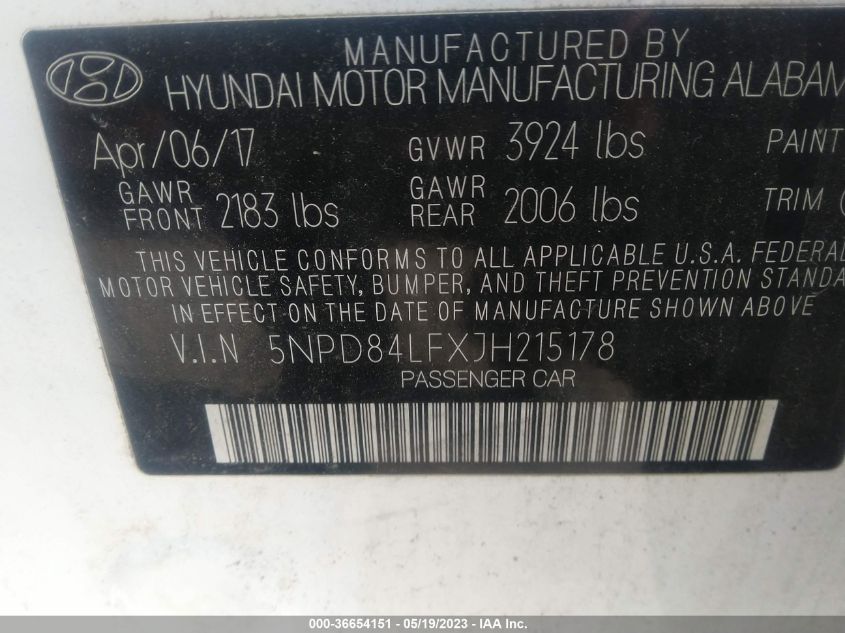 MANUFACTURED BY
HYUNDAI MOTOR MANUFACTURING ALABAM
Apr/06/17 GVWR 3924 lbs PAINT
GAWR FRONT 2183 lbs GAWR REAR 2006 lbs TRIM
THIS VEHICLE CONFORMS TO ALL APPLICABLE U.S.A. FEDERAL
MOTOR VEHICLE SAFETY, BUMPER, AND THEFT PREVENTION STANDA
IN EFFECT ON THE DATE OF MANUFACTURE SHOWN ABOVE
V.I.N 5NPD84LFXJH215178
PASSENGER CAR
000-36654151 - 05/19/2023 - IAA Inc.